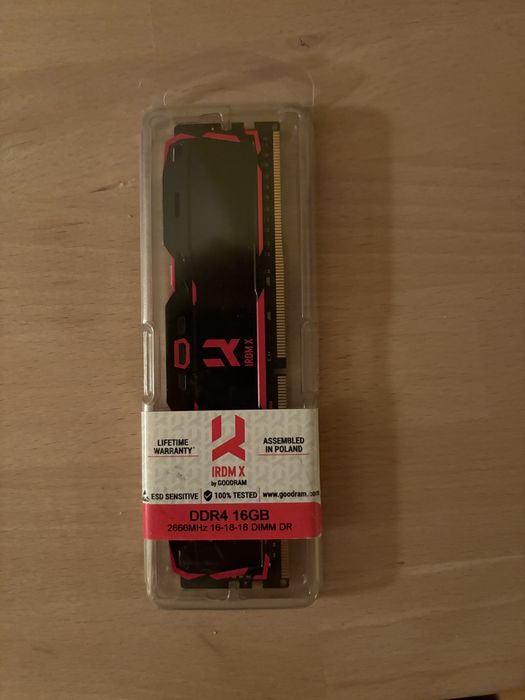 IRDM X
LIFETIME WARRANTY*
IRDM X
by GOODRAM
ASSEMBLED IN POLAND
ESD SENSITIVE
100% TESTED
www.goodram.com
DDR4 16GB
2666MHz 16-18-18 DIMM DR